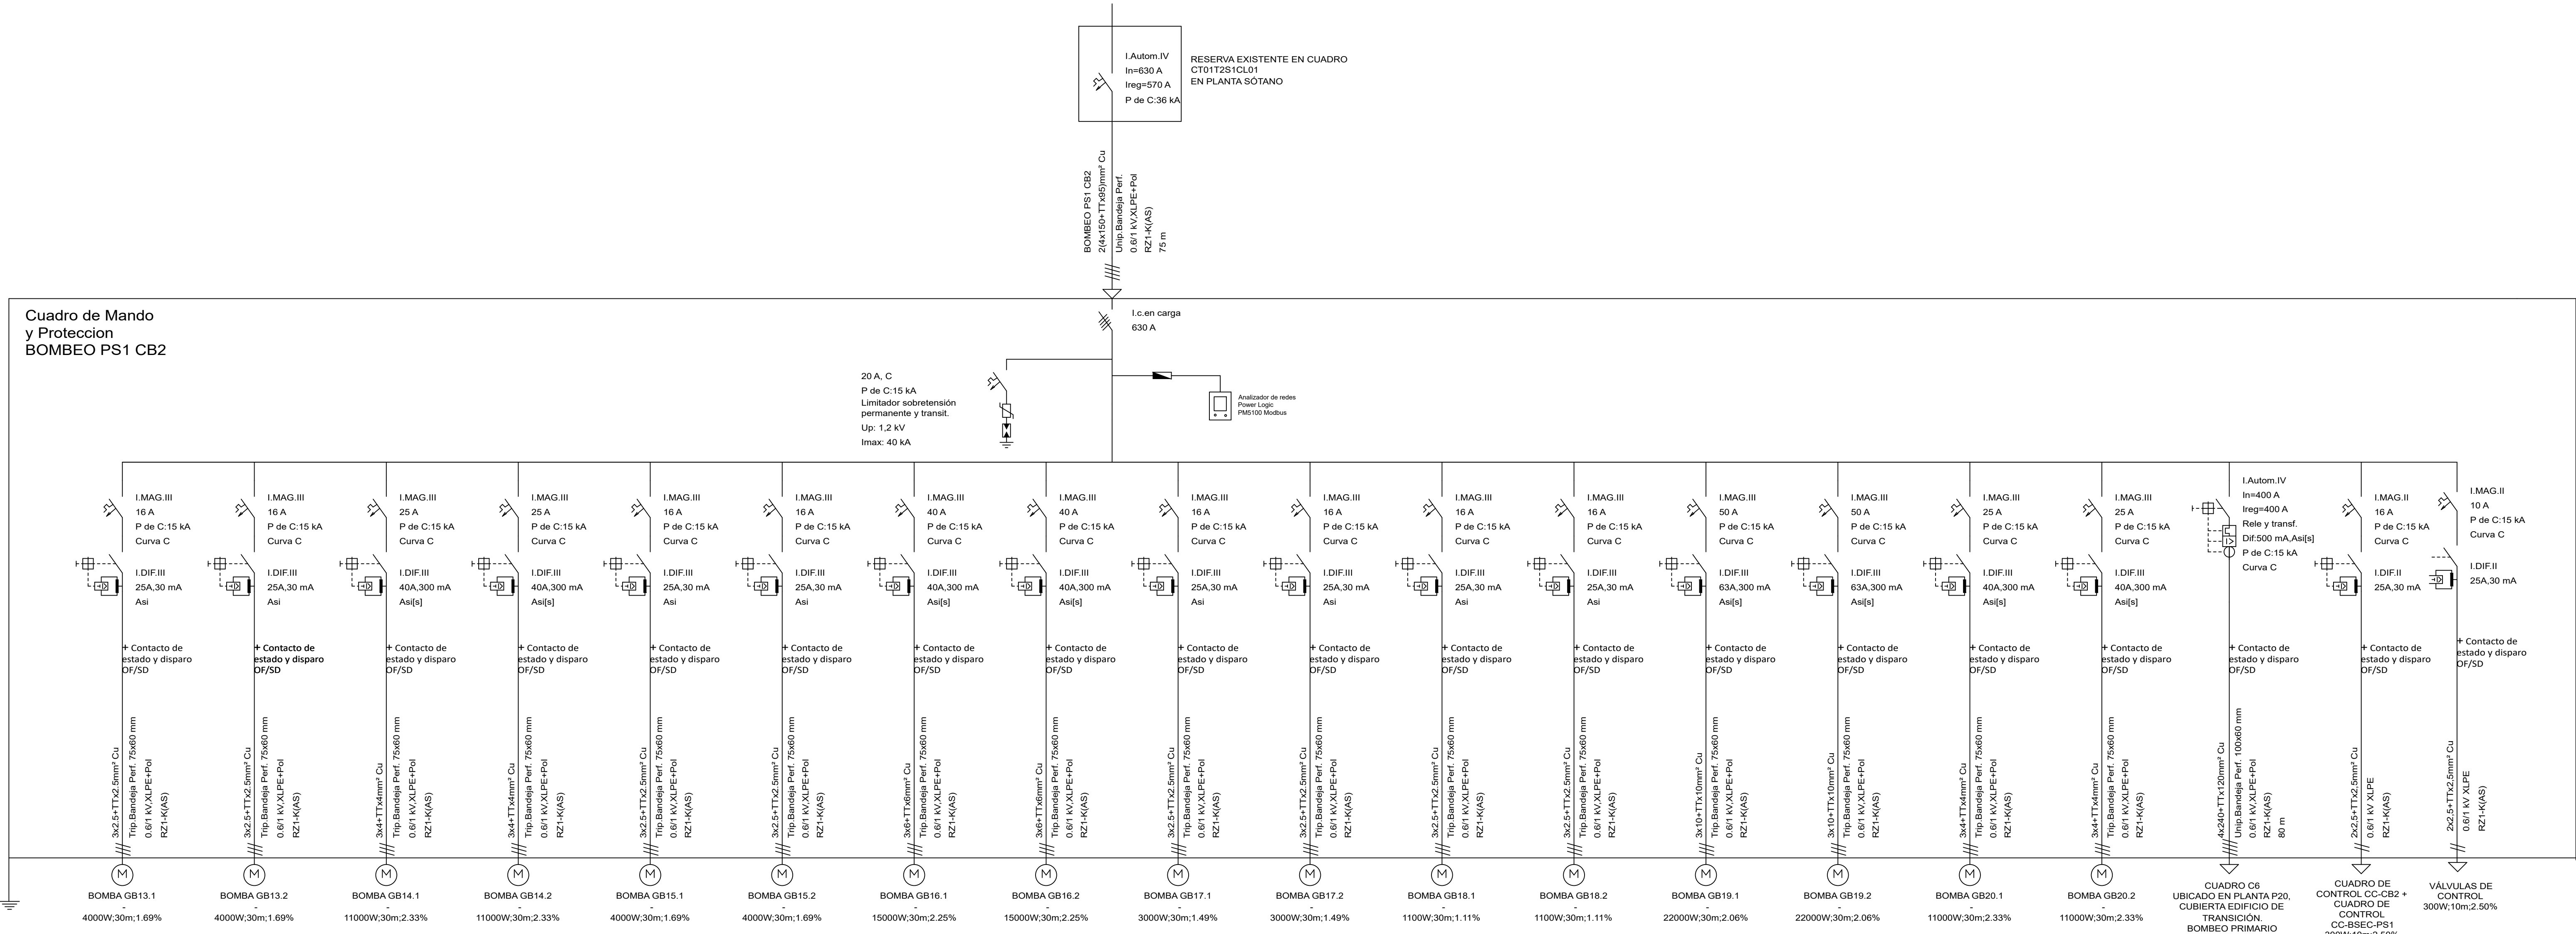 I.Autom.IV
In=630 A
Ireg=570 A
P de C:36 kA
RESERVA EXISTENTE EN CUADRO
CT01T2S1CL01
EN PLANTA SÓTANO
BOMBEO PS1 CB2
2(4x150+TTx95)mm² Cu
Unip.Bandeja Perf.
0.6/1 kV,XLPE+Pol
RZ1-K(AS)
75 m
Cuadro de Mando
y Proteccion
BOMBEO PS1 CB2
I.c.en carga
630 A
20 A, C
P de C:15 kA
Limitador sobretensión
permanente y transit.
Up: 1,2 kV
Imax: 40 kA
Analizador de redes
Power Logic
PM5100 Modbus
I.MAG.III
16 A
P de C:15 kA
Curva C
I.DIF.III
25A,30 mA
Asi
+ Contacto de
estado y disparo
OF/SD
3x2.5+TTx2.5mm² Cu
Trip.Bandeja Perf. 75x60 mm
0.6/1 kV,XLPE+Pol
RZ1-K(AS)
M
BOMBA GB13.1
-
4000W;30m;1.69%
I.MAG.III
16 A
P de C:15 kA
Curva C
I.DIF.III
25A,30 mA
Asi
+ Contacto de
estado y disparo
OF/SD
3x2.5+TTx2.5mm² Cu
Trip.Bandeja Perf. 75x60 mm
0.6/1 kV,XLPE+Pol
RZ1-K(AS)
M
BOMBA GB13.2
-
4000W;30m;1.69%
I.MAG.III
25 A
P de C:15 kA
Curva C
I.DIF.III
40A,300 mA
Asi[s]
+ Contacto de
estado y disparo
OF/SD
3x4+TTx4mm² Cu
Trip.Bandeja Perf. 75x60 mm
0.6/1 kV,XLPE+Pol
RZ1-K(AS)
M
BOMBA GB14.1
-
11000W;30m;2.33%
I.MAG.III
25 A
P de C:15 kA
Curva C
I.DIF.III
40A,300 mA
Asi[s]
+ Contacto de
estado y disparo
OF/SD
3x4+TTx4mm² Cu
Trip.Bandeja Perf. 75x60 mm
0.6/1 kV,XLPE+Pol
RZ1-K(AS)
M
BOMBA GB14.2
-
11000W;30m;2.33%
I.MAG.III
16 A
P de C:15 kA
Curva C
I.DIF.III
25A,30 mA
Asi
+ Contacto de
estado y disparo
OF/SD
3x2.5+TTx2.5mm² Cu
Trip.Bandeja Perf. 75x60 mm
0.6/1 kV,XLPE+Pol
RZ1-K(AS)
M
BOMBA GB15.1
-
4000W;30m;1.69%
I.MAG.III
16 A
P de C:15 kA
Curva C
I.DIF.III
25A,30 mA
Asi
+ Contacto de
estado y disparo
OF/SD
3x2.5+TTx2.5mm² Cu
Trip.Bandeja Perf. 75x60 mm
0.6/1 kV,XLPE+Pol
RZ1-K(AS)
M
BOMBA GB15.2
-
4000W;30m;1.69%
I.MAG.III
40 A
P de C:15 kA
Curva C
I.DIF.III
40A,300 mA
Asi[s]
+ Contacto de
estado y disparo
OF/SD
3x6+TTx6mm² Cu
Trip.Bandeja Perf. 75x60 mm
0.6/1 kV,XLPE+Pol
RZ1-K(AS)
M
BOMBA GB16.1
-
15000W;30m;2.25%
I.MAG.III
40 A
P de C:15 kA
Curva C
I.DIF.III
40A,300 mA
Asi[s]
+ Contacto de
estado y disparo
OF/SD
3x6+TTx6mm² Cu
Trip.Bandeja Perf. 75x60 mm
0.6/1 kV,XLPE+Pol
RZ1-K(AS)
M
BOMBA GB16.2
-
15000W;30m;2.25%
I.MAG.III
16 A
P de C:15 kA
Curva C
I.DIF.III
25A,30 mA
Asi
+ Contacto de
estado y disparo
OF/SD
3x2.5+TTx2.5mm² Cu
Trip.Bandeja Perf. 75x60 mm
0.6/1 kV,XLPE+Pol
RZ1-K(AS)
M
BOMBA GB17.1
-
3000W;30m;1.49%
I.MAG.III
16 A
P de C:15 kA
Curva C
I.DIF.III
25A,30 mA
Asi
+ Contacto de
estado y disparo
OF/SD
3x2.5+TTx2.5mm² Cu
Trip.Bandeja Perf. 75x60 mm
0.6/1 kV,XLPE+Pol
RZ1-K(AS)
M
BOMBA GB17.2
-
3000W;30m;1.49%
I.MAG.III
16 A
P de C:15 kA
Curva C
I.DIF.III
25A,30 mA
Asi
+ Contacto de
estado y disparo
OF/SD
3x2.5+TTx2.5mm² Cu
Trip.Bandeja Perf. 75x60 mm
0.6/1 kV,XLPE+Pol
RZ1-K(AS)
M
BOMBA GB18.1
-
1100W;30m;1.11%
I.MAG.III
16 A
P de C:15 kA
Curva C
I.DIF.III
25A,30 mA
Asi
+ Contacto de
estado y disparo
OF/SD
3x2.5+TTx2.5mm² Cu
Trip.Bandeja Perf. 75x60 mm
0.6/1 kV,XLPE+Pol
RZ1-K(AS)
M
BOMBA GB18.2
-
1100W;30m;1.11%
I.MAG.III
50 A
P de C:15 kA
Curva C
I.DIF.III
63A,300 mA
Asi[s]
+ Contacto de
estado y disparo
OF/SD
3x10+TTx10mm² Cu
Trip.Bandeja Perf. 75x60 mm
0.6/1 kV,XLPE+Pol
RZ1-K(AS)
M
BOMBA GB19.1
-
22000W;30m;2.06%
I.MAG.III
50 A
P de C:15 kA
Curva C
I.DIF.III
63A,300 mA
Asi[s]
+ Contacto de
estado y disparo
OF/SD
3x10+TTx10mm² Cu
Trip.Bandeja Perf. 75x60 mm
0.6/1 kV,XLPE+Pol
RZ1-K(AS)
M
BOMBA GB19.2
-
22000W;30m;2.06%
I.MAG.III
25 A
P de C:15 kA
Curva C
I.DIF.III
40A,300 mA
Asi[s]
+ Contacto de
estado y disparo
OF/SD
3x4+TTx4mm² Cu
Trip.Bandeja Perf. 75x60 mm
0.6/1 kV,XLPE+Pol
RZ1-K(AS)
M
BOMBA GB20.1
-
11000W;30m;2.33%
I.MAG.III
25 A
P de C:15 kA
Curva C
I.DIF.III
40A,300 mA
Asi[s]
+ Contacto de
estado y disparo
OF/SD
3x4+TTx4mm² Cu
Trip.Bandeja Perf. 75x60 mm
0.6/1 kV,XLPE+Pol
RZ1-K(AS)
M
BOMBA GB20.2
-
11000W;30m;2.33%
I.Autom.IV
In=400 A
Ireg=400 A
Rele y transf.
Dif:500 mA,Asi[s]
P de C:15 kA
Curva C
+ Contacto de
estado y disparo
OF/SD
4x240+TTx120mm² Cu
Unip.Bandeja Perf. 100x60 mm
0.6/1 kV,XLPE+Pol
RZ1-K(AS)
80 m
CUADRO C6
UBICADO EN PLANTA P20,
CUBIERTA EDIFICIO DE
TRANSICIÓN.
BOMBEO PRIMARIO
I.MAG.II
16 A
P de C:15 kA
Curva C
I.DIF.II
25A,30 mA
+ Contacto de
estado y disparo
OF/SD
2x2,5+TTx2.5mm² Cu
0.6/1 kV XLPE
RZ1-K(AS)
CUADRO DE
CONTROL CC-CB2 +
CUADRO DE
CONTROL
CC-BSEC-PS1
I.MAG.II
10 A
P de C:15 kA
Curva C
I.DIF.II
25A,30 mA
+ Contacto de
estado y disparo
OF/SD
2x2,5+TTx2,5mm² Cu
0.6/1 kV XLPE
RZ1-K(AS)
VÁLVULAS DE
CONTROL
300W;10m;2.50%